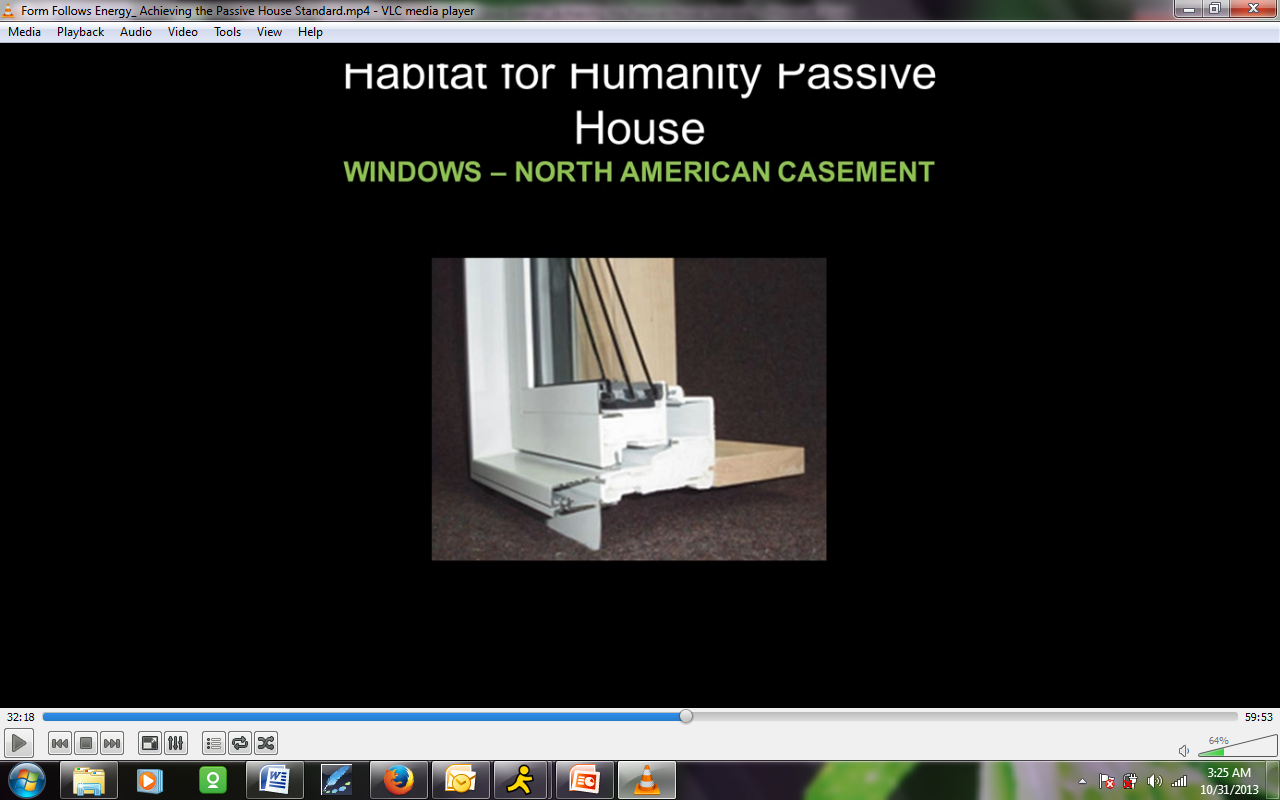 Form Follows Energy_ Achieving the Passive House Standard.mp4 - VLC media player
Media Playback Audio Video Tools View Help
Habitat for Humanity Passive
House
WINDOWS – NORTH AMERICAN CASEMENT
32:18
59:53
64%
3:25 AM
10/31/2013